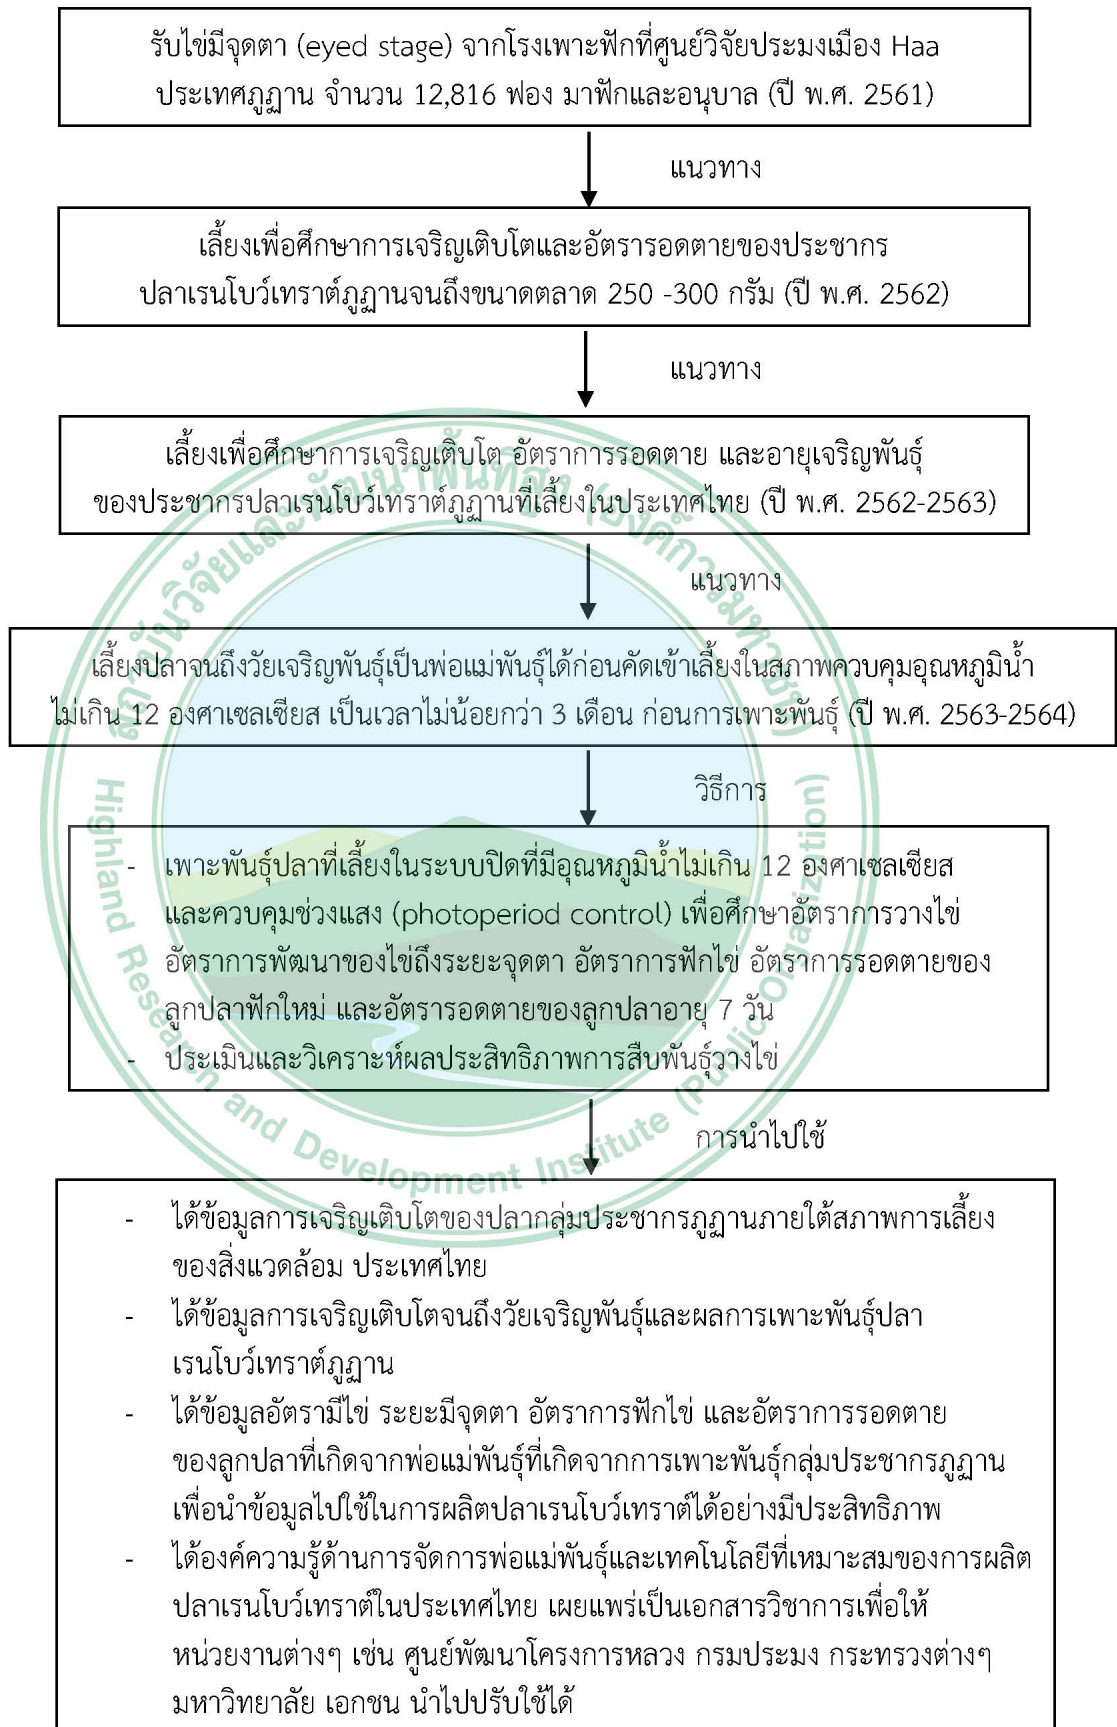 รับไข่มีจุดตา (eyed stage) จากโรงเพาะฟักที่ศูนย์วิจัยประมงเมือง Haa
ประเทศภูฏาน จำนวน 12,816 ฟอง มาฟักและอนุบาล (ปี พ.ศ. 2561)
แนวทาง
เลี้ยงเพื่อศึกษาการเจริญเติบโตและอัตรารอดตายของประชากร
ปลาเรนโบว์เทราต์ภูฏานจนถึงขนาดตลาด 250 -300 กรัม (ปี พ.ศ. 2562)
แนวทาง
เลี้ยงเพื่อศึกษาการเจริญเติบโต อัตราการรอดตาย และอายุเจริญพันธุ์
ของประชากรปลาเรนโบว์เทราต์ภูฏานที่เลี้ยงในประเทศไทย (ปี พ.ศ. 2562-2563)
แนวทาง
เลี้ยงปลาจนถึงวัยเจริญพันธุ์เป็นพ่อแม่พันธุ์ได้ก่อนคัดเข้าเลี้ยงในสภาพควบคุมอุณหภูมิน้ำ
ไม่เกิน 12 องศาเซลเซียส เป็นเวลาไม่น้อยกว่า 3 เดือน ก่อนการเพาะพันธุ์ (ปี พ.ศ. 2563-2564)
วิธีการ
- เพาะพันธุ์ปลาที่เลี้ยงในระบบปิดที่มีอุณหภูมิน้ำไม่เกิน 12 องศาเซลเซียส
และควบคุมช่วงแสง (photoperiod control) เพื่อศึกษาอัตราการวางไข่
อัตราการพัฒนาของไข่ถึงระยะจุดตา อัตราการฟักไข่ อัตราการรอดตายของ
ลูกปลาฟักใหม่ และอัตรารอดตายของลูกปลาอายุ 7 วัน
- ประเมินและวิเคราะห์ผลประสิทธิภาพการสืบพันธุ์วางไข่
การนำไปใช้
- ได้ข้อมูลการเจริญเติบโตของปลากลุ่มประชากรภูฏานภายใต้สภาพการเลี้ยง
ของสิ่งแวดล้อม ประเทศไทย
- ได้ข้อมูลการเจริญเติบโตจนถึงวัยเจริญพันธุ์และผลการเพาะพันธุ์ปลา
เรนโบว์เทราต์ภูฏาน
- ได้ข้อมูลอัตรามีไข่ ระยะมีจุดตา อัตราการฟักไข่ และอัตราการรอดตาย
ของลูกปลาที่เกิดจากพ่อแม่พันธุ์ที่เกิดจากการเพาะพันธุ์กลุ่มประชากรภูฏาน
เพื่อนำข้อมูลไปใช้ในการผลิตปลาเรนโบว์เทราต์ได้อย่างมีประสิทธิภาพ
- ได้องค์ความรู้ด้านการจัดการพ่อแม่พันธุ์และเทคโนโลยีที่เหมาะสมของการผลิต
ปลาเรนโบว์เทราต์ในประเทศไทย เผยแพร่เป็นเอกสารวิชาการเพื่อให้
หน่วยงานต่างๆ เช่น ศูนย์พัฒนาโครงการหลวง กรมประมง กระทรวงต่างๆ
มหาวิทยาลัย เอกชน นำไปปรับใช้ได้
สถาบันวิจัยและพัฒนาพื้นที่สูง (องค์การมหาชน)
Highland Research and Development Institute (Public Organization)